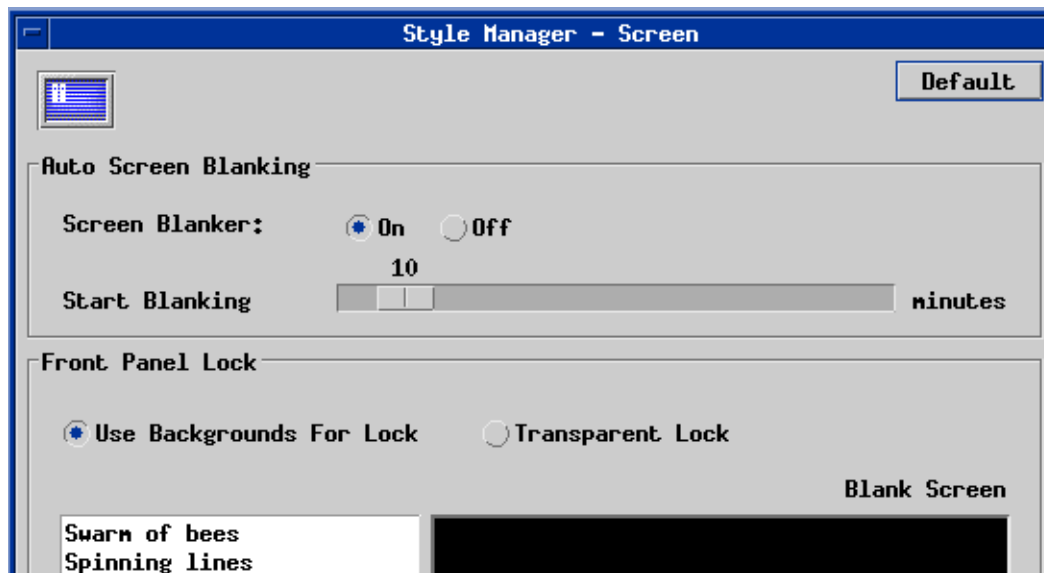 Style Manager - Screen
Default
Auto Screen Blanking
Screen Blanker:
On
Off
10
Start Blanking
minutes
Front Panel Lock
Use Backgrounds For Lock
Transparent Lock
Blank Screen
Swarm of bees
Spinning lines